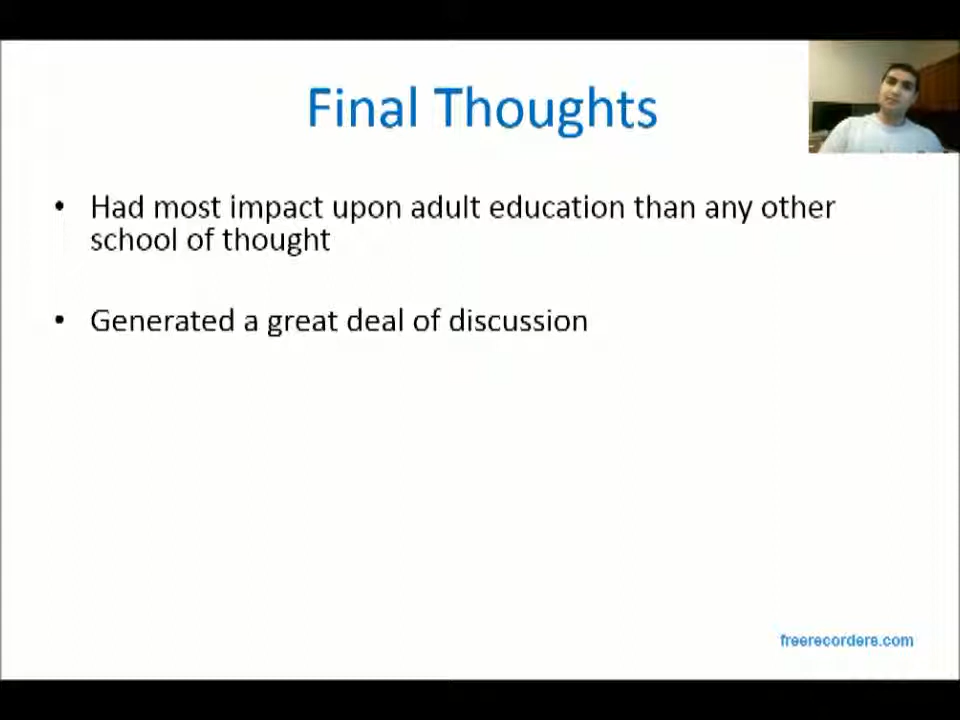 Final Thoughts
• Had most impact upon adult education than any other
school of thought
• Generated a great deal of discussion
freerecorders.com